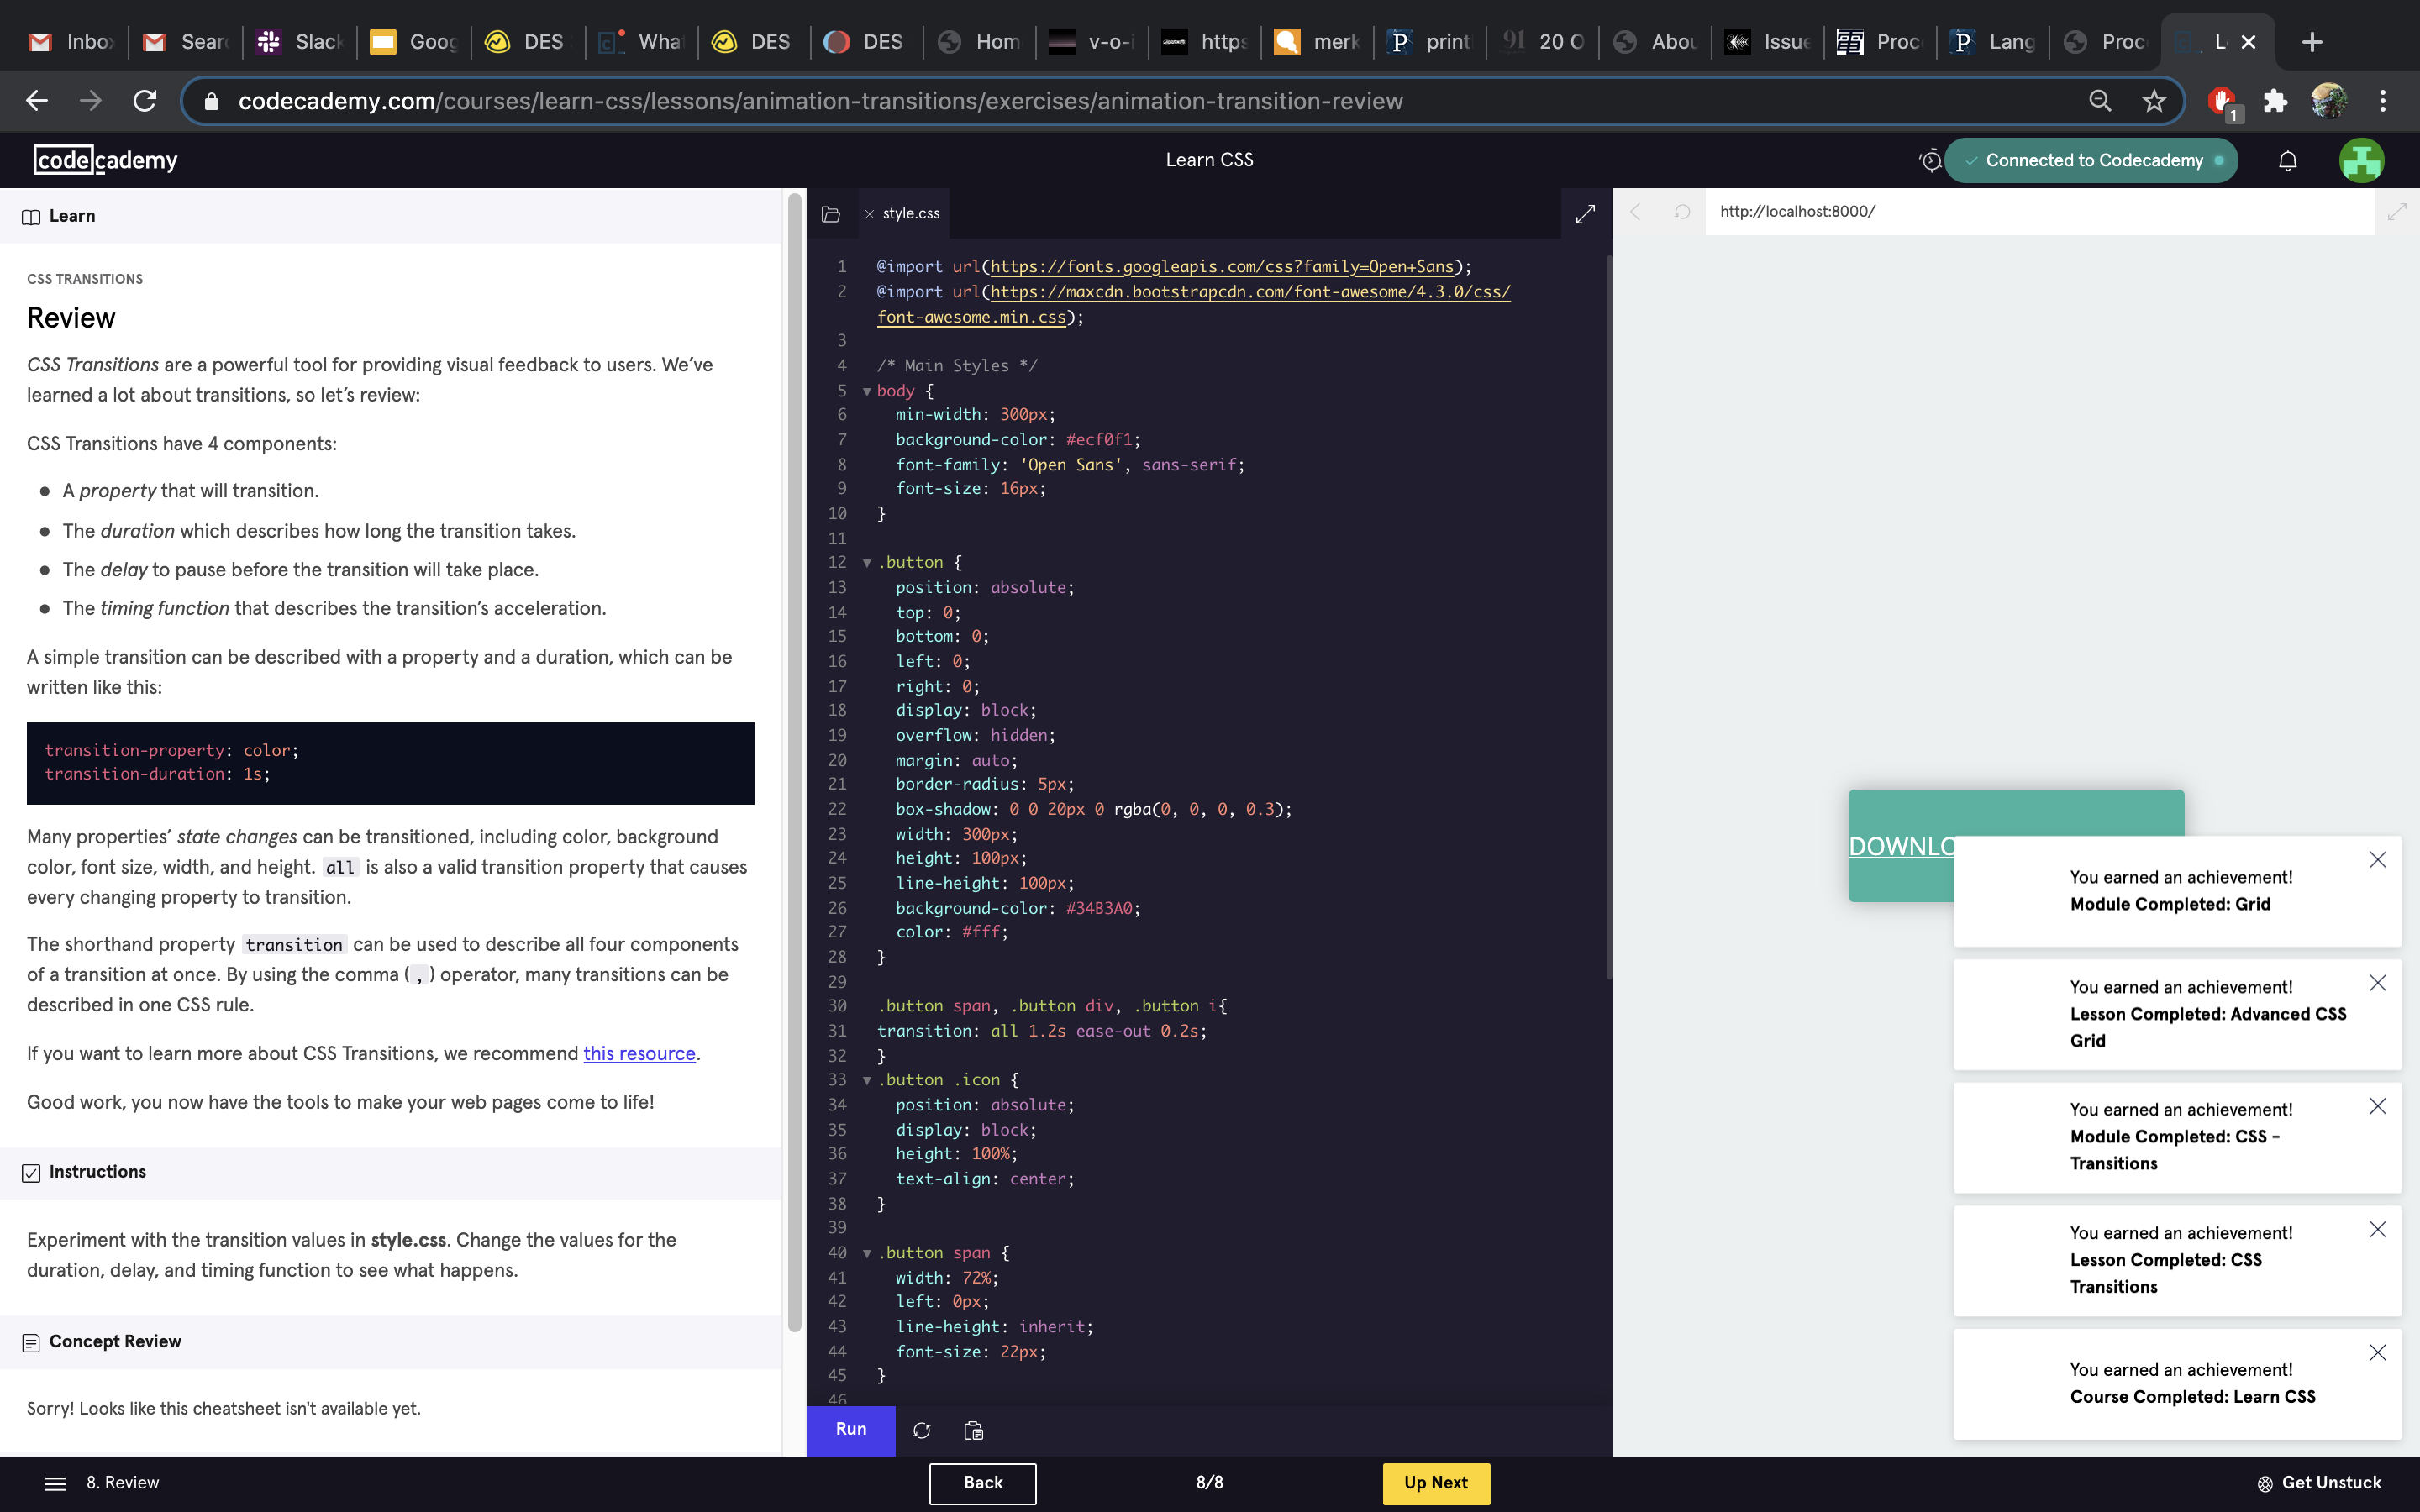 Inbo
Sear
Slack
Goog
DES
Wha
DES
DES
Hom
v-o-i
https
merk
print
91 20 O
Abou
Issue
Proc
Lang
Proc
L
codecademy.com/courses/learn-css/lessons/animation-transitions/exercises/animation-transition-review
1
codecademy
Learn CSS
Connected to Codecademy
Learn
CSS TRANSITIONS
Review
CSS Transitions are a powerful tool for providing visual feedback to users. We’ve
learned a lot about transitions, so let’s review:
CSS Transitions have 4 components:
● A property that will transition.
● The duration which describes how long the transition takes.
● The delay to pause before the transition will take place.
● The timing function that describes the transition’s acceleration.
A simple transition can be described with a property and a duration, which can be
written like this:
transition-property: color;
transition-duration: 1s;
Many properties’ state changes can be transitioned, including color, background
color, font size, width, and height. all is also a valid transition property that causes
every changing property to transition.
The shorthand property transition can be used to describe all four components
of a transition at once. By using the comma (,) operator, many transitions can be
described in one CSS rule.
If you want to learn more about CSS Transitions, we recommend this resource.
Good work, you now have the tools to make your web pages come to life!
Instructions
Experiment with the transition values in style.css. Change the values for the
duration, delay, and timing function to see what happens.
Concept Review
Sorry! Looks like this cheatsheet isn't available yet.
style.css
1 @import url(https://fonts.googleapis.com/css?family=Open+Sans);
2 @import url(https://maxcdn.bootstrapcdn.com/font-awesome/4.3.0/css/
font-awesome.min.css);
3
4 /* Main Styles */
5 body {
6 min-width: 300px;
7 background-color: #ecf0f1;
8 font-family: 'Open Sans', sans-serif;
9 font-size: 16px;
10 }
11
12 .button {
13 position: absolute;
14 top: 0;
15 bottom: 0;
16 left: 0;
17 right: 0;
18 display: block;
19 overflow: hidden;
20 margin: auto;
21 border-radius: 5px;
22 box-shadow: 0 0 20px 0 rgba(0, 0, 0, 0.3);
23 width: 300px;
24 height: 100px;
25 line-height: 100px;
26 background-color: #34B3A0;
27 color: #fff;
28 }
29
30 .button span, .button div, .button i{
31 transition: all 1.2s ease-out 0.2s;
32 }
33 .button .icon {
34 position: absolute;
35 display: block;
36 height: 100%;
37 text-align: center;
38 }
39
40 .button span {
41 width: 72%;
42 left: 0px;
43 line-height: inherit;
44 font-size: 22px;
45 }
46
Run
http://localhost:8000/
DOWNLO
You earned an achievement!
Module Completed: Grid
You earned an achievement!
Lesson Completed: Advanced CSS
Grid
You earned an achievement!
Module Completed: CSS -
Transitions
You earned an achievement!
Lesson Completed: CSS
Transitions
You earned an achievement!
Course Completed: Learn CSS
8. Review
Back
8/8
Up Next
Get Unstuck